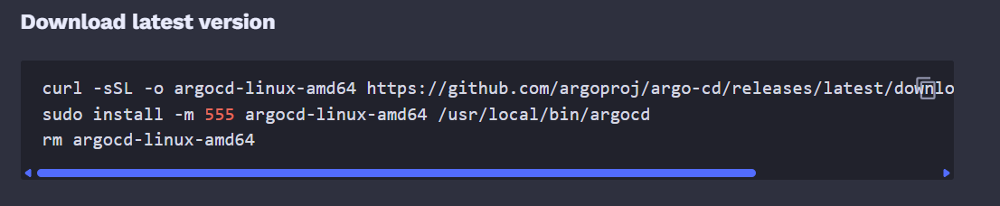 Download latest version
curl -sSL -o argocd-linux-amd64 https://github.com/argoproj/argo-cd/releases/latest/downlo
sudo install -m 555 argocd-linux-amd64 /usr/local/bin/argocd
rm argocd-linux-amd64